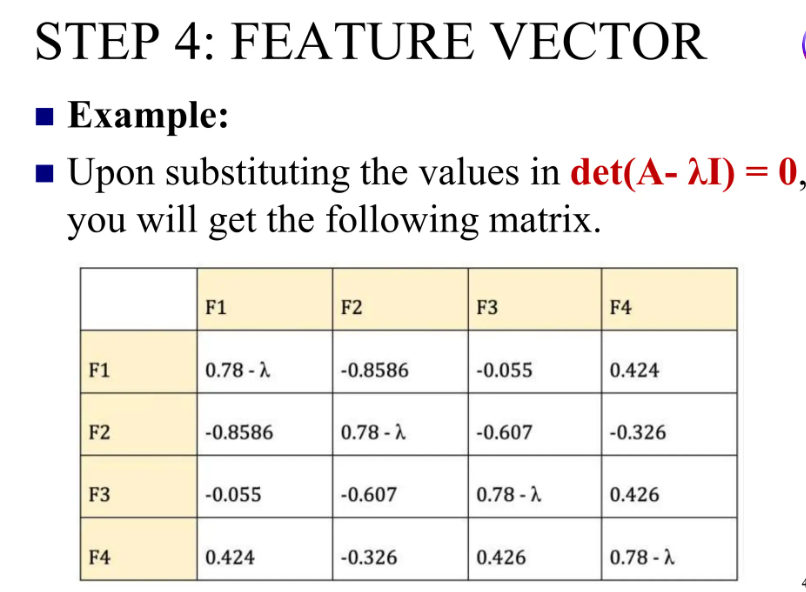 STEP 4: FEATURE VECTOR
Example:
Upon substituting the values in det(A- λI) = 0,
you will get the following matrix.
F1 F2 F3 F4
F1 0.78 - λ -0.8586 -0.055 0.424
F2 -0.8586 0.78 - λ -0.607 -0.326
F3 -0.055 -0.607 0.78 - λ 0.426
F4 0.424 -0.326 0.426 0.78 - λ